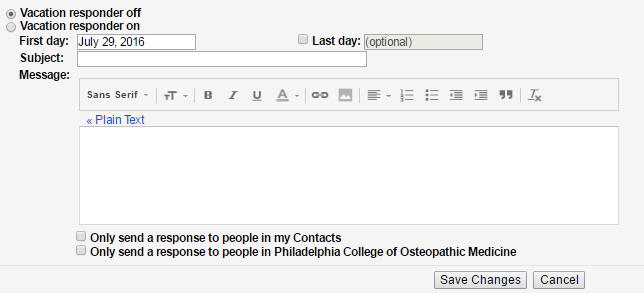 Vacation responder off
Vacation responder on
First day: July 29, 2016 Last day: (optional)
Subject:
Message:
Sans Serif TT B I U A
« Plain Text
Only send a response to people in my Contacts
Only send a response to people in Philadelphia College of Osteopathic Medicine
Save Changes Cancel